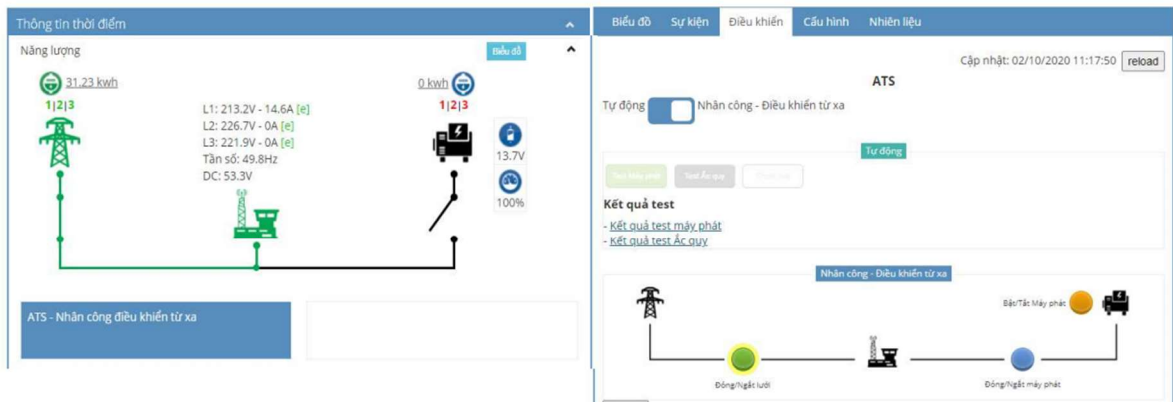 Thông tin thời điểm
Năng lượng
Biểu đồ
31.23 kwh
0 kwh
1|2|3
1|2|3
L1: 213.2V - 14.6A [e]
L2: 226.7V - 0A [e]
L3: 221.9V - 0A [e]
Tần số: 49.8Hz
DC: 53.3V
13.7V
100%
ATS - Nhân công điều khiển từ xa
Biểu đồ Sự kiện Điều khiển Cấu hình Nhiên liệu
Cập nhật: 02/10/2020 11:17:50 reload
ATS
Tự động Nhân công - Điều khiển từ xa
Tự động
Test Máy phát Test Ắc quy
Kết quả test
- Kết quả test máy phát
- Kết quả test Ắc quy
Nhân công - Điều khiển từ xa
Bật/Tắt Máy phát
Đóng/Ngắt lưới
Đóng/Ngắt máy phát